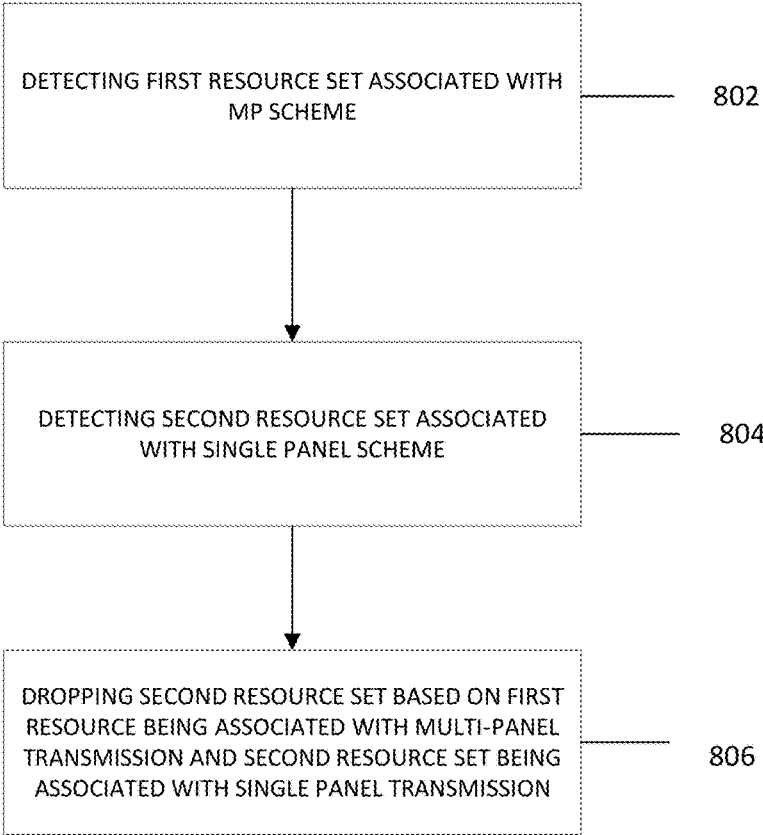 DETECTING FIRST RESOURCE SET ASSOCIATED WITH
MP SCHEME
802
DETECTING SECOND RESOURCE SET ASSOCIATED
WITH SINGLE PANEL SCHEME
804
DROPPING SECOND RESOURCE SET BASED ON FIRST
RESOURCE BEING ASSOCIATED WITH MULTI-PANEL
TRANSMISSION AND SECOND RESOURCE SET BEING
ASSOCIATED WITH SINGLE PANEL TRANSMISSION
806